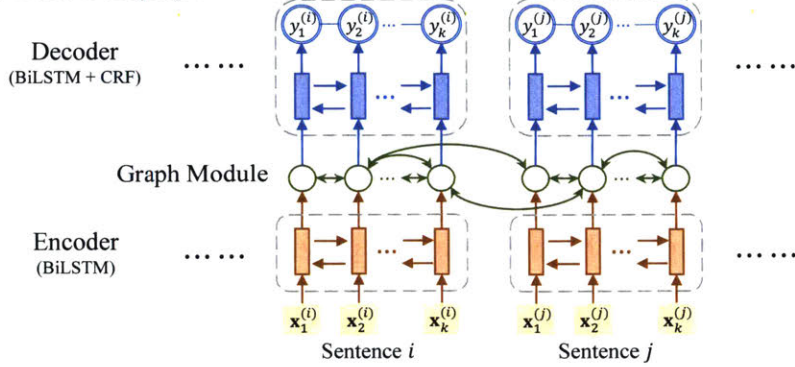 y₁⁽ⁱ⁾ y₂⁽ⁱ⁾ ... yₖ⁽ⁱ⁾ y₁⁽ʲ⁾ y₂⁽ʲ⁾ ... yₖ⁽ʲ⁾
Decoder
(BiLSTM + CRF)
...... ... ... ......
Graph Module
... ...
Encoder
(BiLSTM)
...... ... ... ......
x₁⁽ⁱ⁾ x₂⁽ⁱ⁾ xₖ⁽ⁱ⁾ x₁⁽ʲ⁾ x₂⁽ʲ⁾ xₖ⁽ʲ⁾
Sentence i Sentence j